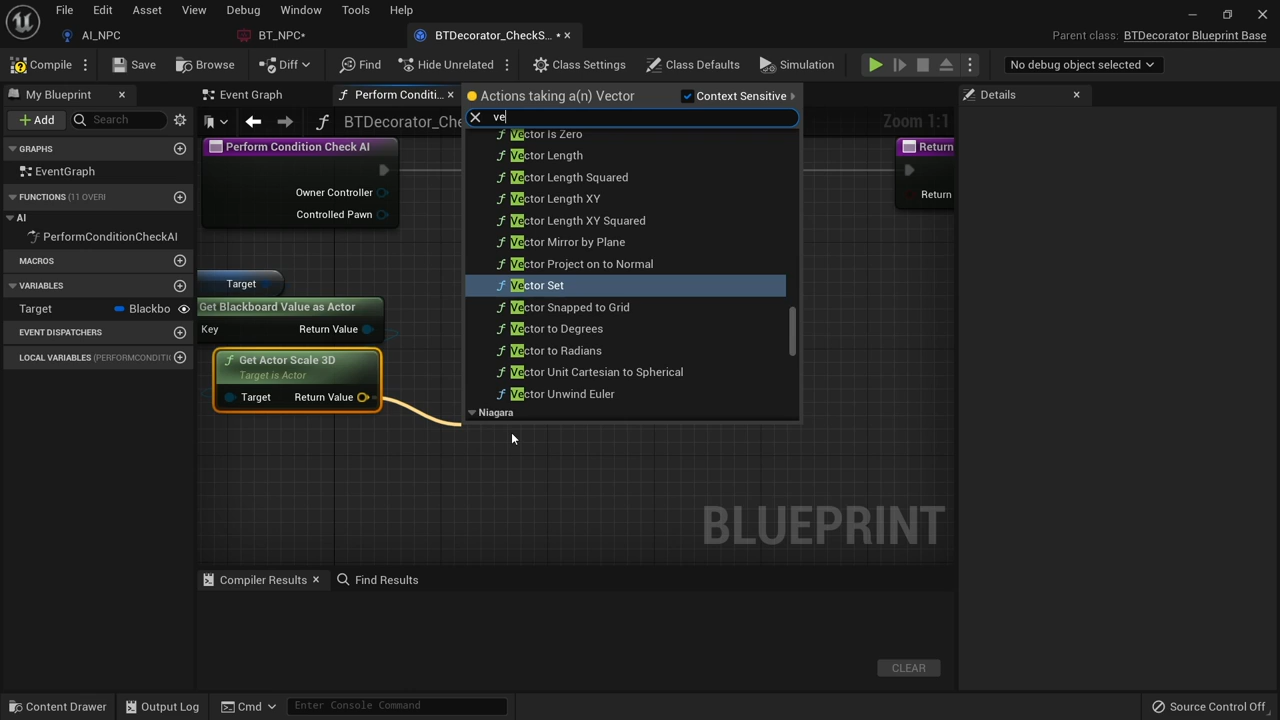 File Edit Asset View Debug Window Tools Help
AI_NPC BT_NPC* BTDecorator_CheckS... * Parent class: BTDecorator Blueprint Base
Compile Save Browse Diff Find Hide Unrelated Class Settings Class Defaults Simulation No debug object selected
My Blueprint Event Graph Perform Conditi... Actions taking a(n) Vector Context Sensitive Details
Add Search BTDecorator_Che ve Zoom 1:1
GRAPHS
EventGraph
FUNCTIONS (11 OVERI
AI
PerformConditionCheckAI
MACROS
VARIABLES
Target Blackbo
EVENT DISPATCHERS
LOCAL VARIABLES (PERFORMCONDITIO
Perform Condition Check AI
Owner Controller
Controlled Pawn
Target
Get Blackboard Value as Actor
Key Return Value
Get Actor Scale 3D
Target is Actor
Target Return Value
Vector Is Zero
Vector Length
Vector Length Squared
Vector Length XY
Vector Length XY Squared
Vector Mirror by Plane
Vector Project on to Normal
Vector Set
Vector Snapped to Grid
Vector to Degrees
Vector to Radians
Vector Unit Cartesian to Spherical
Vector Unwind Euler
Niagara
Return
Return
BLUEPRINT
Compiler Results Find Results
CLEAR
Content Drawer Output Log Cmd Enter Console Command Source Control Off